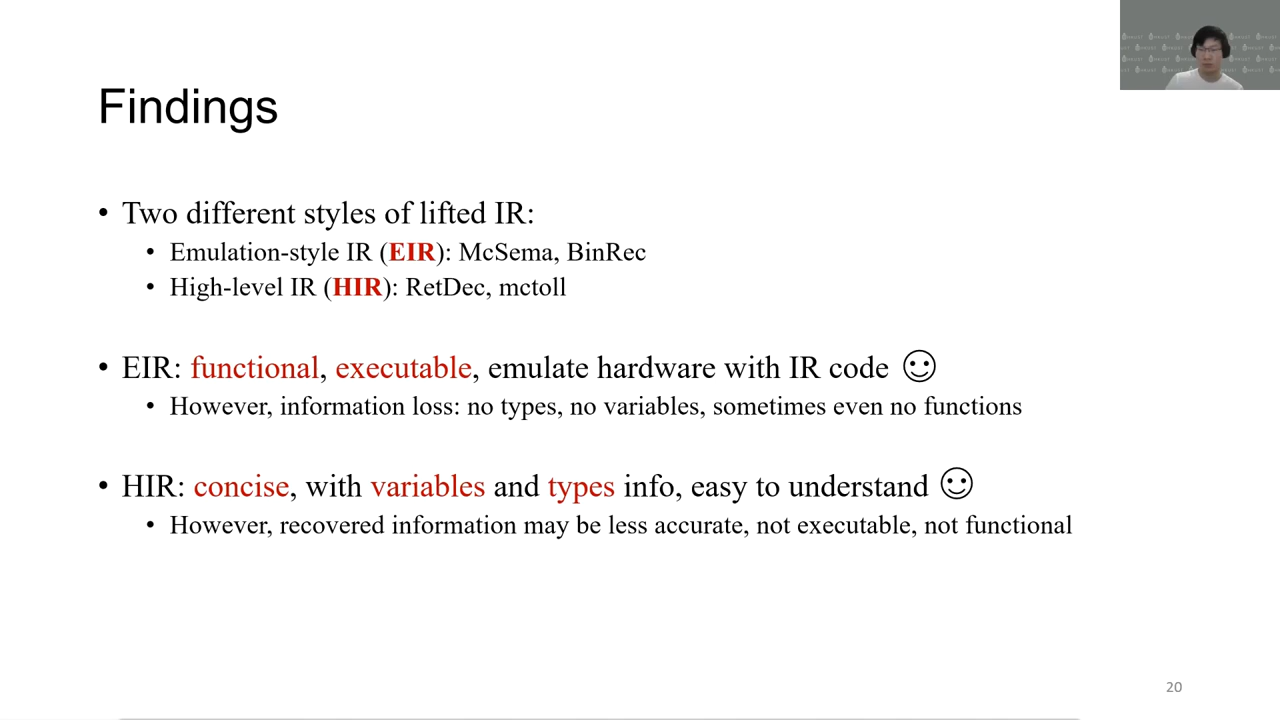 Findings
• Two different styles of lifted IR:
• Emulation-style IR (EIR): McSema, BinRec
• High-level IR (HIR): RetDec, mctoll
• EIR: functional, executable, emulate hardware with IR code
• However, information loss: no types, no variables, sometimes even no functions
• HIR: concise, with variables and types info, easy to understand
• However, recovered information may be less accurate, not executable, not functional
20